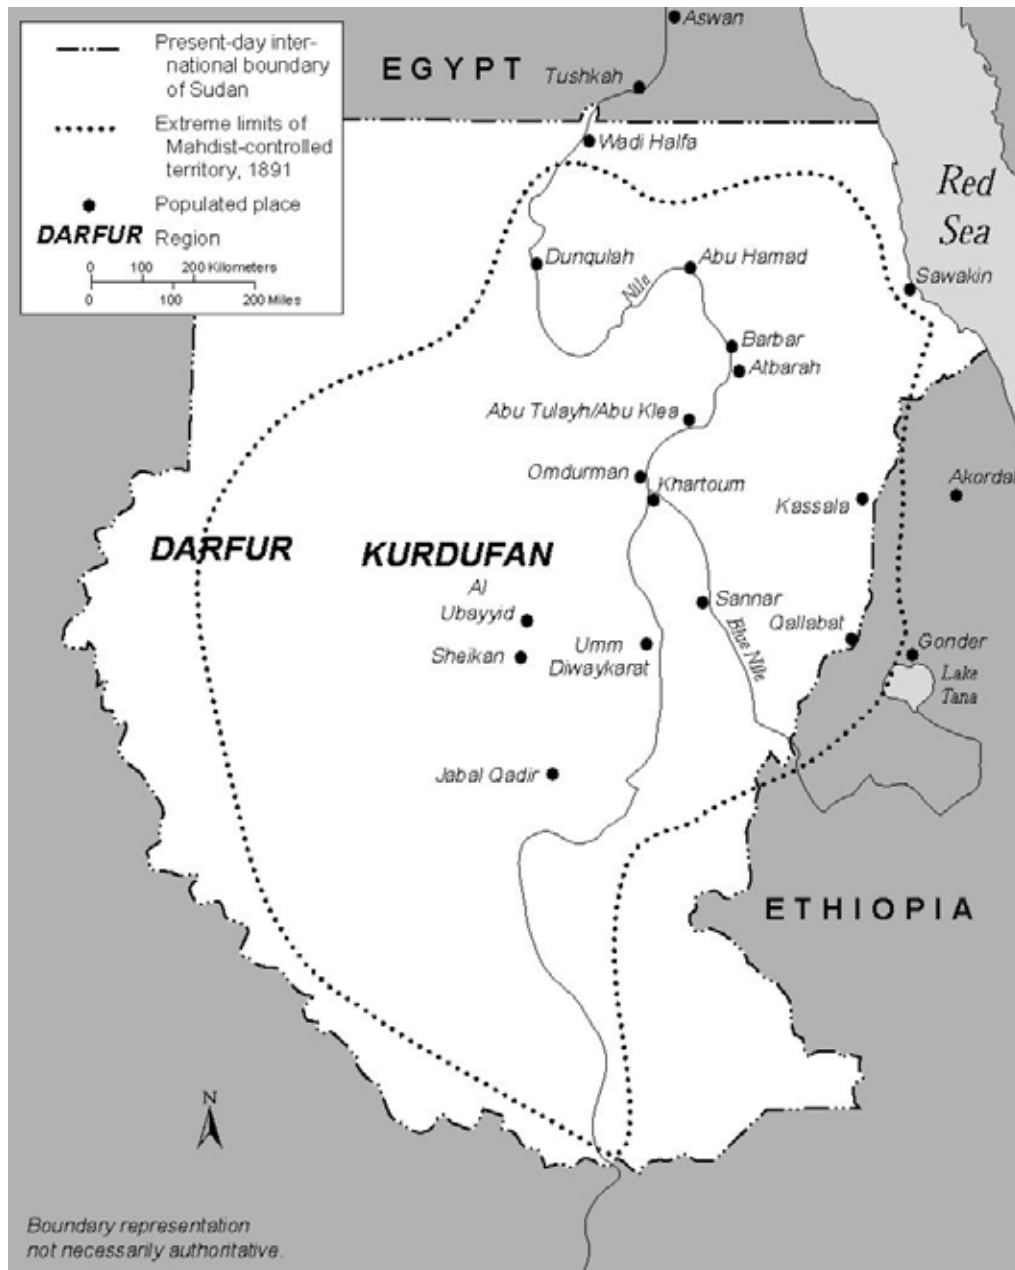 Present-day inter-
national boundary
of Sudan
Extreme limits of
Mahdist-controlled
territory, 1891
Populated place
DARFUR Region
0 100 200 Kilometers
0 100 200 Miles
Aswan
EGYPT
Tushkah
Wadi Halfa
Red
Sea
Dunqulah
Nile
Abu Hamad
Sawakin
Barbar
Atbarah
Abu Tulayh/Abu Klea
Omdurman
Khartoum
Kassala
Akordat
DARFUR
KURDUFAN
Al
Ubayyid
Sannar
Blue Nile
Qallabat
Sheikan
Umm
Diwaykarat
Gonder
Lake
Tana
Jabal Qadir
ETHIOPIA
N
Boundary representation
not necessarily authoritative.